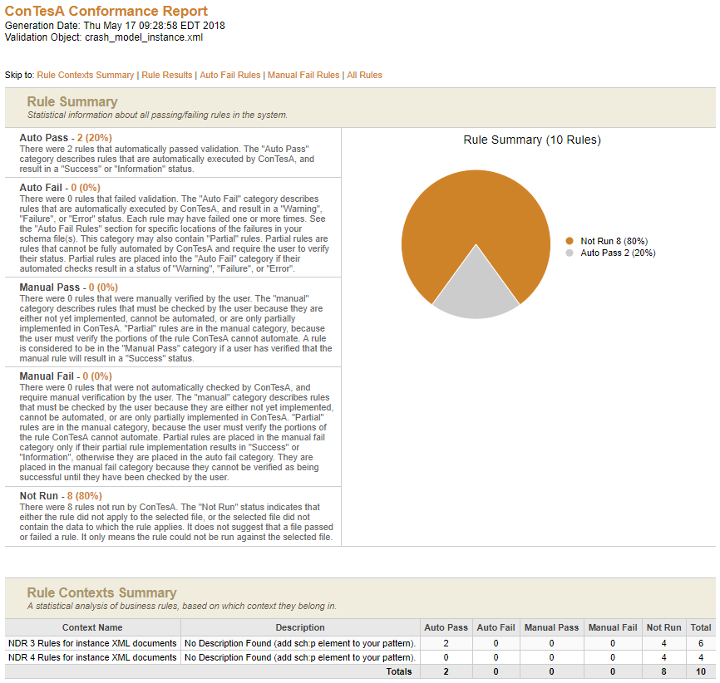 ConTesA Conformance Report
Generation Date: Thu May 17 09:28:58 EDT 2018
Validation Object: crash_model_instance.xml
Skip to: Rule Contexts Summary | Rule Results | Auto Fail Rules | Manual Fail Rules | All Rules
Rule Summary
Statistical information about all passing/failing rules in the system.
Auto Pass - 2 (20%)
There were 2 rules that automatically passed validation. The "Auto Pass"
category describes rules that are automatically executed by ConTesA, and
result in a "Success" or "Information" status.
Auto Fail - 0 (0%)
There were 0 rules that failed validation. The "Auto Fail" category describes
rules that are automatically executed by ConTesA, and result in a "Warning",
"Failure", or "Error" status. Each rule may have failed one or more times. See
the "Auto Fail Rules" section for specific locations of the failures in your
schema file(s). This category may also contain "Partial" rules. Partial rules are
rules that cannot be fully automated by ConTesA and require the user to verify
their status. Partial rules are placed into the "Auto Fail" category if their
automated checks result in a status of "Warning", "Failure", or "Error".
Manual Pass - 0 (0%)
There were 0 rules that were manually verified by the user. The "manual"
category describes rules that must be checked by the user because they are
either not yet implemented, cannot be automated, or are only partially
implemented in ConTesA. "Partial" rules are in the manual category, because
the user must verify the portions of the rule ConTesA cannot automate. A rule
is considered to be in the "Manual Pass" category if a user has verified that the
manual rule will result in a "Success" status.
Manual Fail - 0 (0%)
There were 0 rules that were not automatically checked by ConTesA, and
require manual verification by the user. The "manual" category describes rules
that must be checked by the user because they are either not yet implemented,
cannot be automated, or are only partially implemented in ConTesA. "Partial"
rules are in the manual category, because the user must verify the portions of
the rule ConTesA cannot automate. Partial rules are placed in the manual fail
category only if their partial rule implementation results in "Success" or
"Information", otherwise they are placed in the auto fail category. They are
placed in the manual fail category because they cannot be verified as being
successful until they have been checked by the user.
Not Run - 8 (80%)
There were 8 rules not run by ConTesA. The "Not Run" status indicates that
either the rule did not apply to the selected file, or the selected file did not
contain the data to which the rule applies. It does not suggest that a file passed
or failed a rule. It only means the rule could not be run against the selected file.
Rule Summary (10 Rules)
Not Run 8 (80%)
Auto Pass 2 (20%)
Rule Contexts Summary
A statistical analysis of business rules, based on which context they belong in.
Context Name Description Auto Pass Auto Fail Manual Pass Manual Fail Not Run Total
NDR 3 Rules for instance XML documents No Description Found (add sch:p element to your pattern). 2 0 0 0 4 6
NDR 4 Rules for instance XML documents No Description Found (add sch:p element to your pattern). 0 0 0 0 4 4
Totals 2 0 0 0 8 10